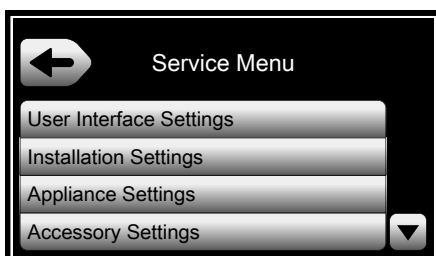 Service Menu
User Interface Settings
Installation Settings
Appliance Settings
Accessory Settings